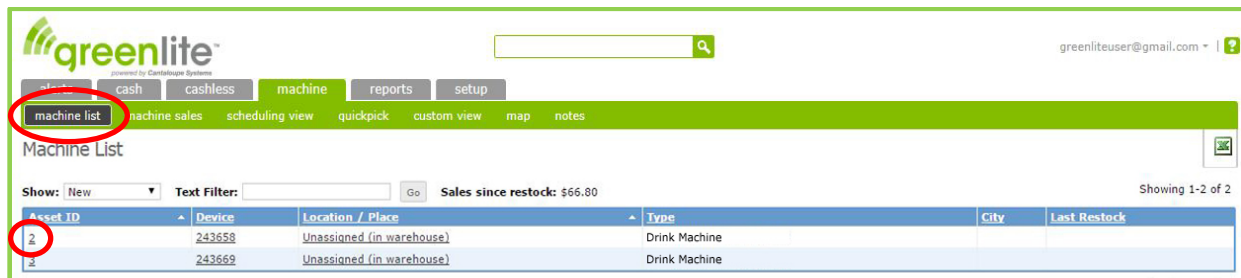 greenlite™
powered by Cantaloupe Systems
greenliteuser@gmail.com | ?
alerts cash cashless machine reports setup
machine list machine sales scheduling view quickpick custom view map notes
Machine List
Show: New Text Filter: Go Sales since restock: $66.80 Showing 1-2 of 2
Asset ID Device Location / Place Type City Last Restock
2 243658 Unassigned (in warehouse) Drink Machine
3 243669 Unassigned (in warehouse) Drink Machine